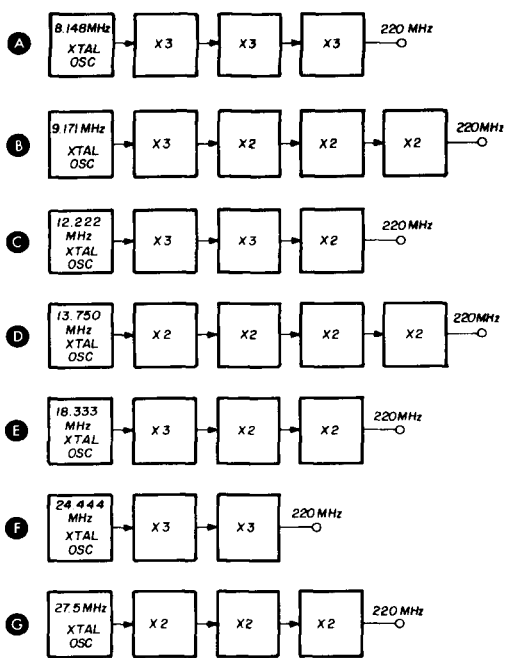 A
8.148MHz
XTAL
OSC
X3
X3
X3
220 MHz
B
9.171MHz
XTAL
OSC
X3
X2
X2
X2
220MHz
C
12.222
MHz
XTAL
OSC
X3
X3
X2
220 MHz
D
13.750
MHz
XTAL
OSC
X2
X2
X2
X2
220MHz
E
18.333
MHz
XTAL
OSC
X3
X2
X2
220MHz
F
24.444
MHz
XTAL
OSC
X3
X3
220 MHz
G
27.5MHz
XTAL
OSC
X2
X2
X2
220 MHz